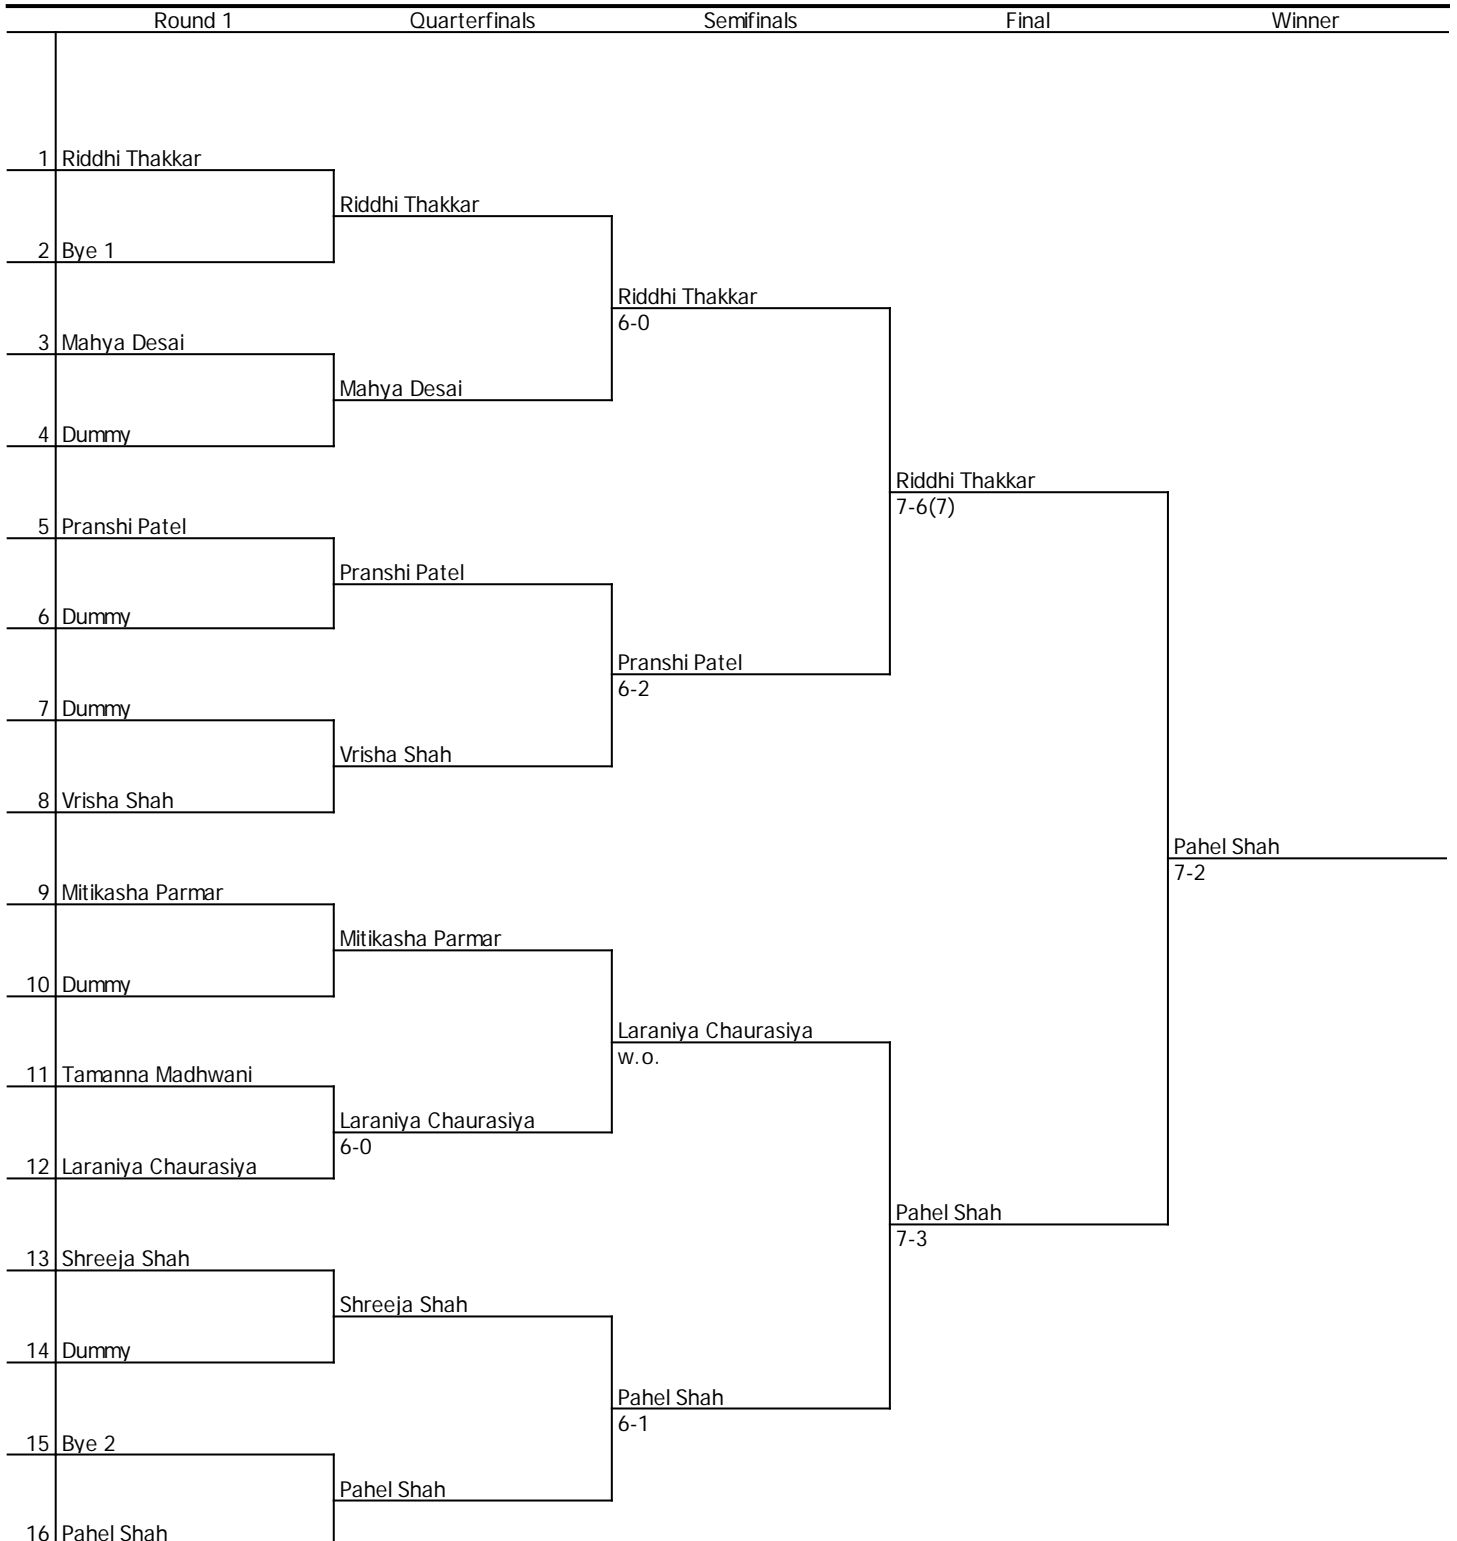 Round 1 Quarterfinals Semifinals Final Winner
1 Riddhi Thakkar
Riddhi Thakkar
2 Bye 1
Riddhi Thakkar
6-0
3 Mahya Desai
Mahya Desai
4 Dummy
Riddhi Thakkar
7-6(7)
5 Pranshi Patel
Pranshi Patel
6 Dummy
Pranshi Patel
6-2
7 Dummy
Vrisha Shah
8 Vrisha Shah
Pahel Shah
7-2
9 Mitikasha Parmar
Mitikasha Parmar
10 Dummy
Laraniya Chaurasiya
w.o.
11 Tamanna Madhwani
Laraniya Chaurasiya
6-0
12 Laraniya Chaurasiya
Pahel Shah
7-3
13 Shreeja Shah
Shreeja Shah
14 Dummy
Pahel Shah
6-1
15 Bye 2
Pahel Shah
16 Pahel Shah